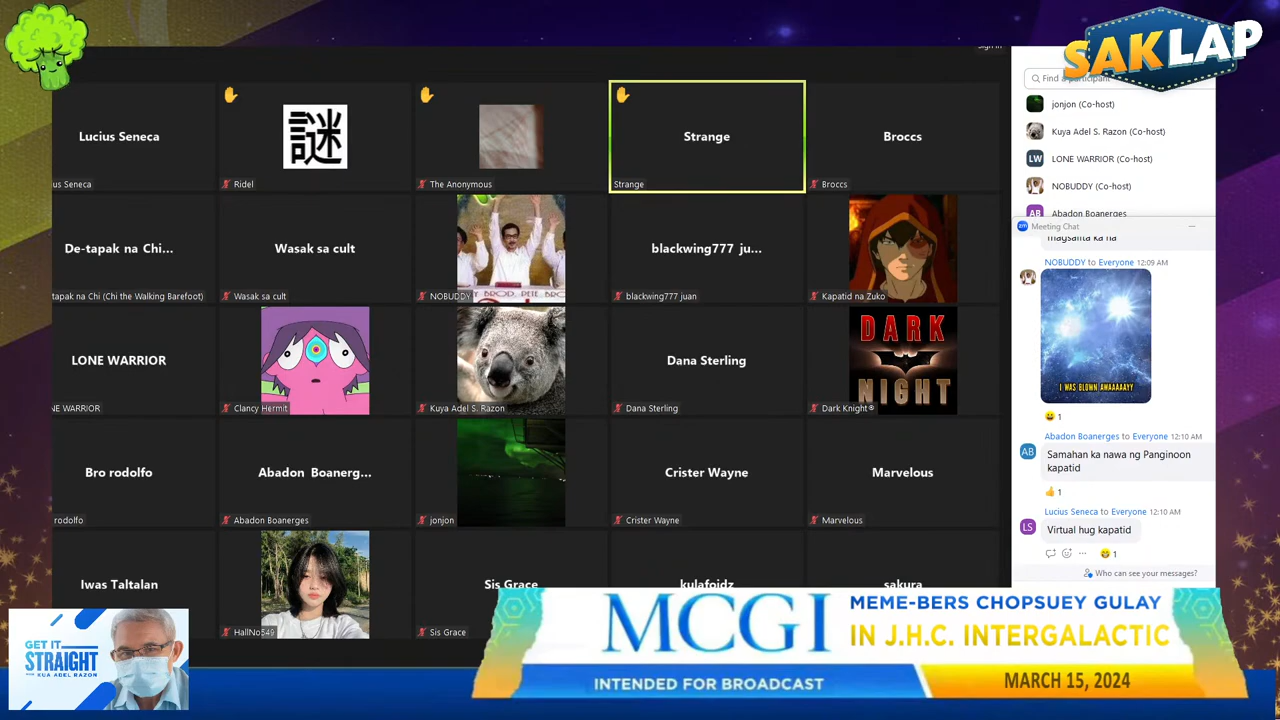 SAKLAP
Sign in
Find a participant
Lucius Seneca
us Seneca
謎
Ridel
The Anonymous
Strange
Strange
Broccs
Broccs
De-tapak na Chi...
tapak na Chi (Chi the Walking Barefoot)
Wasak sa cult
Wasak sa cult
NOBUDDY
blackwing777 ju...
blackwing777 juan
Kapatid na Zuko
LONE WARRIOR
NE WARRIOR
Clancy Hermit
Kuya Adel S. Razon
Dana Sterling
Dana Sterling
DARK
NIGHT
Dark Knight®
Bro rodolfo
rodolfo
Abadon Boanerg...
Abadon Boanerges
jonjon
Crister Wayne
Crister Wayne
Marvelous
Marvelous
Iwas Taltalan
HallNo549
Sis Grace
Sis Grace
kulafoidz
sakura
jonjon (Co-host)
Kuya Adel S. Razon (Co-host)
LW
LONE WARRIOR (Co-host)
NOBUDDY (Co-host)
AB
Abadon Boanerges
zm
Meeting Chat
magsalita ka na
NOBUDDY to Everyone 12:09 AM
I WAS BLOWN AWAAAAAYY
1
Abadon Boanerges to Everyone 12:10 AM
AB
Samahan ka nawa ng Panginoon
kapatid
1
Lucius Seneca to Everyone 12:10 AM
LS
Virtual hug kapatid
1
Who can see your messages?
GET IT
STRAIGHT
KUYA ADEL RAZON
MCGI
MEME-BERS CHOPSUEY GULAY
IN J.H.C. INTERGALACTIC
INTENDED FOR BROADCAST
MARCH 15, 2024